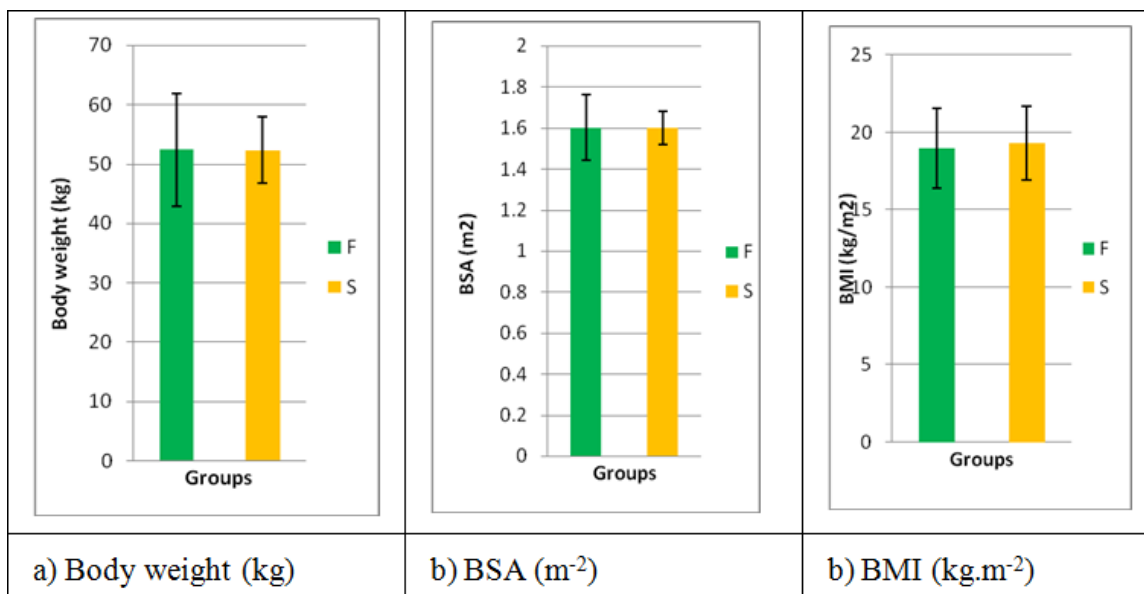 70
60
50
40
30
20
10
0
Body weight (kg)
Groups
F
S
2
1.8
1.6
1.4
1.2
1
0.8
0.6
0.4
0.2
0
BSA (m2)
Groups
F
S
25
20
15
10
5
0
BMI (kg/m2)
Groups
F
S
a) Body weight (kg)
b) BSA (m⁻²)
b) BMI (kg.m⁻²)